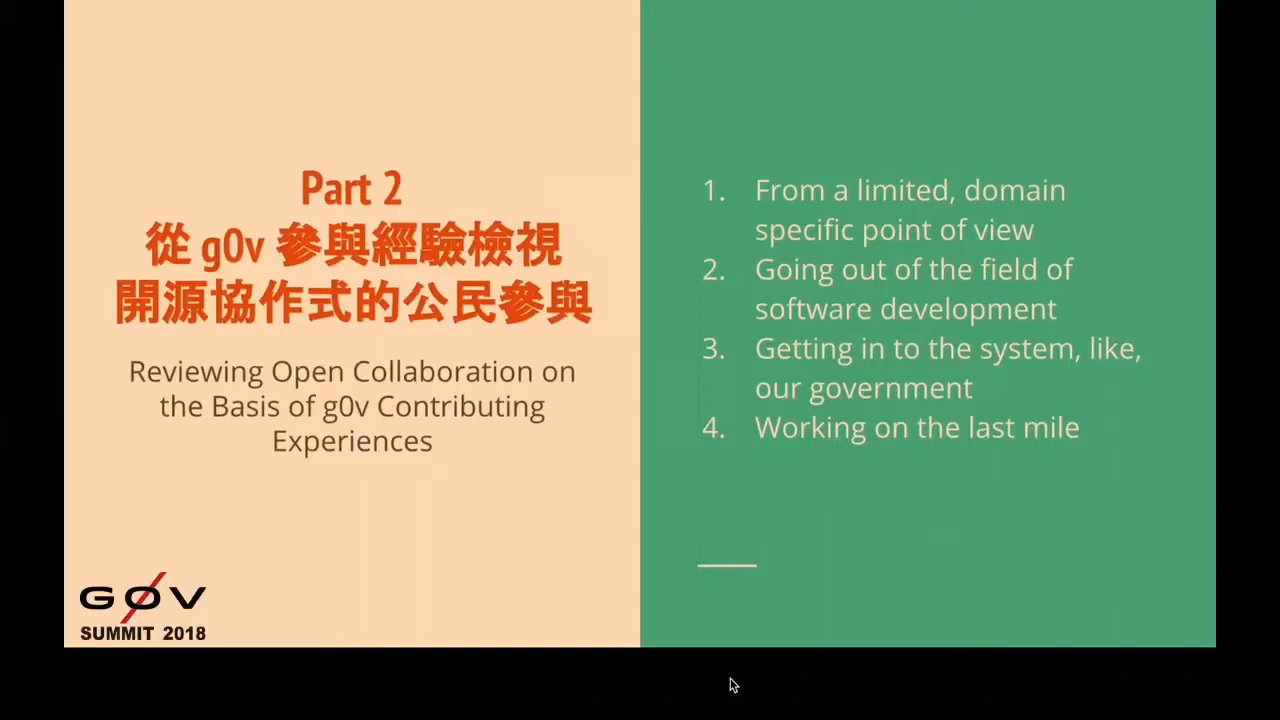 Part 2
從 g0v 參與經驗檢視
開源協作式的公民參與
Reviewing Open Collaboration on
the Basis of g0v Contributing
Experiences
1. From a limited, domain
specific point of view
2. Going out of the field of
software development
3. Getting in to the system, like,
our government
4. Working on the last mile
G0V
SUMMIT 2018